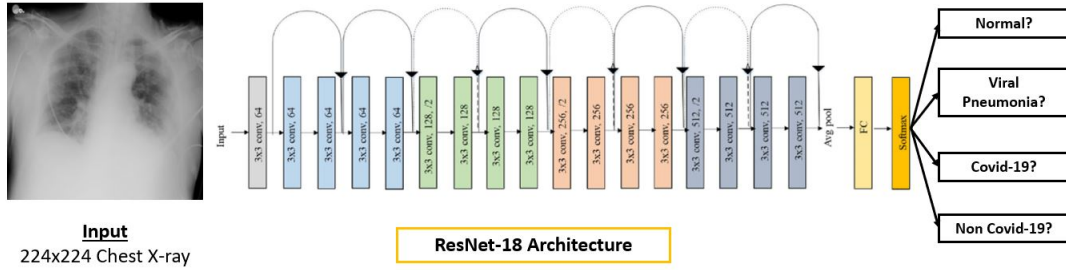 Input
224x224 Chest X-ray
Input
3x3 conv, 64
3x3 conv, 64
3x3 conv, 64
3x3 conv, 64
3x3 conv, 64
3x3 conv, 128, /2
3x3 conv, 128
3x3 conv, 128
3x3 conv, 128
3x3 conv, 256, /2
3x3 conv, 256
3x3 conv, 256
3x3 conv, 256
3x3 conv, 512, /2
3x3 conv, 512
3x3 conv, 512
3x3 conv, 512
Avg pool
FC
Softmax
ResNet-18 Architecture
Normal?
Viral
Pneumonia?
Covid-19?
Non Covid-19?